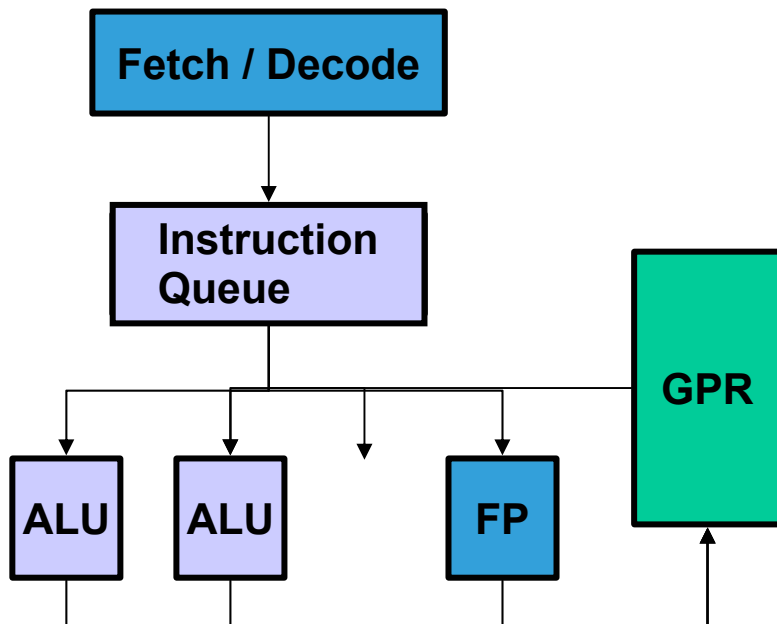 Fetch / Decode
Instruction
Queue
GPR
ALU
ALU
FP